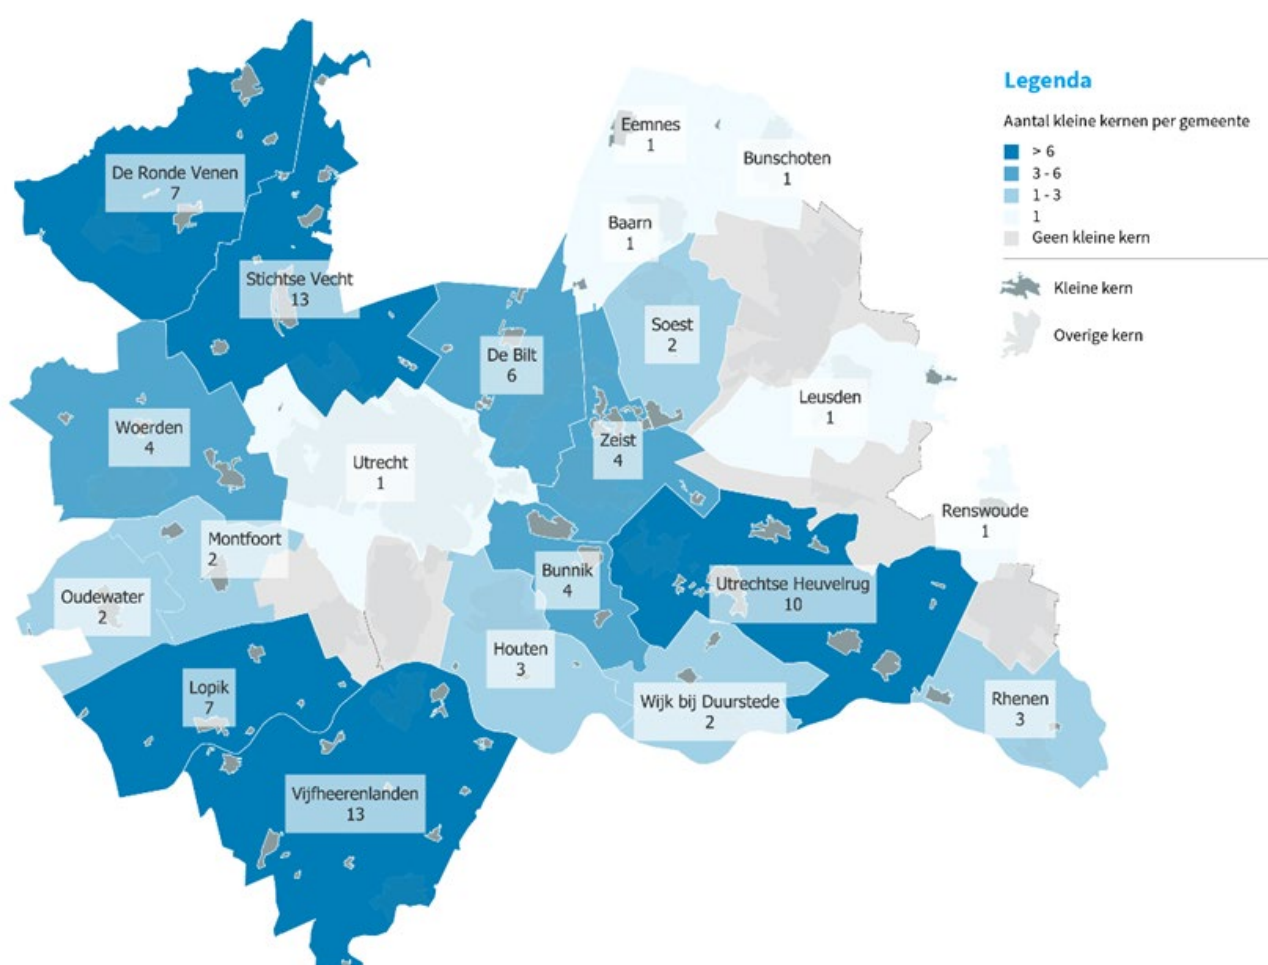 Legenda
Aantal kleine kernen per gemeente
> 6
3 - 6
1 - 3
1
Geen kleine kern
Kleine kern
Overige kern
Eemnes
1
Bunschoten
1
De Ronde Venen
7
Baarn
1
Stichtse Vecht
13
Soest
2
De Bilt
6
Leusden
1
Woerden
4
Zeist
4
Utrecht
1
Renswoude
1
Montfoort
2
Bunnik
4
Utrechtse Heuvelrug
10
Oudewater
2
Houten
3
Lopik
7
Wijk bij Duurstede
2
Rhenen
3
Vijfheerenlanden
13